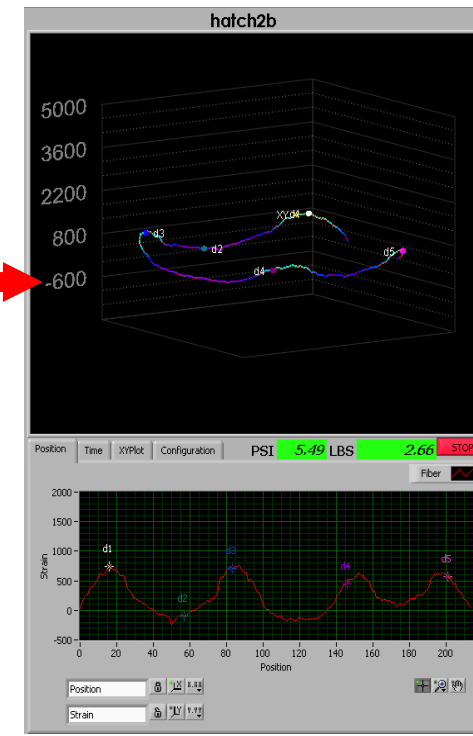 hatch2b
5000
3600
2200
800
-600
d3
d2
d4
d5
Position Time XYPlot Configuration PSI 5,49 LBS 2,66 STOP
Fiber
2000
1500
1000
500
0
-500
Strain
d1
d2
d3
d4
d5
0 20 40 60 80 100 120 140 160 180 200
Position
Position
Strain